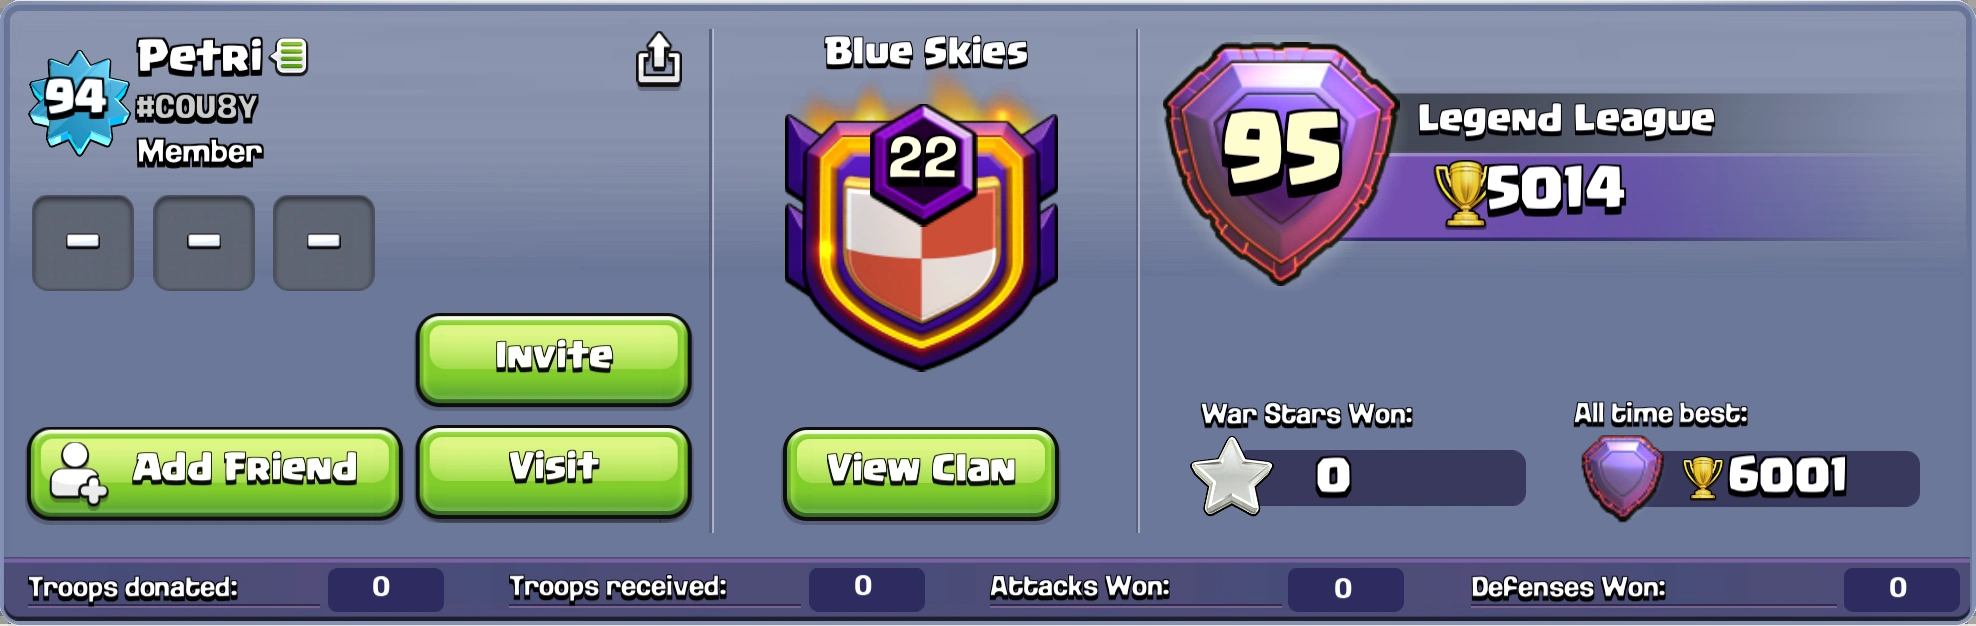 94
Petri
#C0U8Y
Member
-
-
-
Invite
Add Friend
Visit
Blue Skies
22
View Clan
95
Legend League
5014
War Stars Won:
0
All time best:
6001
Troops donated: 0
Troops received: 0
Attacks Won: 0
Defenses Won: 0